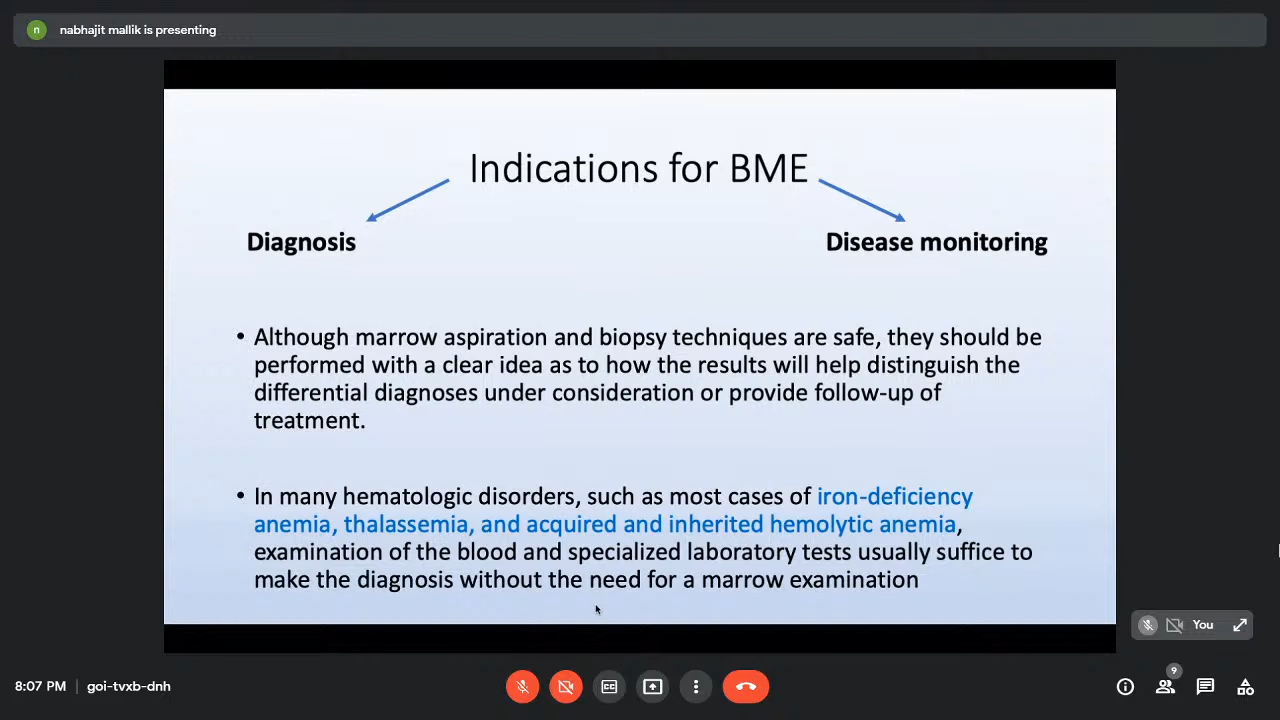 n
nabhajit mallik is presenting
Indications for BME
Diagnosis
Disease monitoring
• Although marrow aspiration and biopsy techniques are safe, they should be
performed with a clear idea as to how the results will help distinguish the
differential diagnoses under consideration or provide follow-up of
treatment.
• In many hematologic disorders, such as most cases of iron-deficiency
anemia, thalassemia, and acquired and inherited hemolytic anemia,
examination of the blood and specialized laboratory tests usually suffice to
make the diagnosis without the need for a marrow examination
You
8:07 PM | goi-tvxb-dnh
CC
9